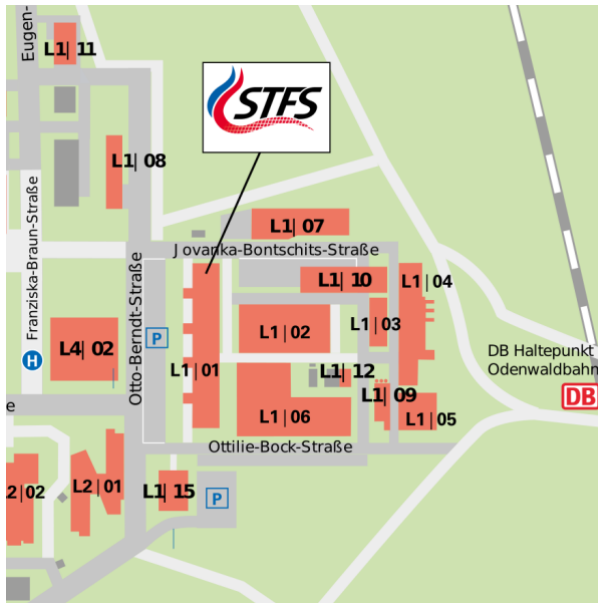 Eugen-
L1| 11
STFS
L1| 08
L1| 07
Jovanka-Bontschits-Straße
Franziska-Braun-Straße
Otto-Berndt-Straße
L1| 10
L1 | 04
L1 | 03
L1 | 02
P
L4 | 02
H
L1 | 01
L1| 12
DB Haltepunkt
Odenwaldbahn
DB
L1| 09
L1 | 06
L1 | 05
e
Ottilie-Bock-Straße
2 | 02
L2 | 01
L1| 15
P